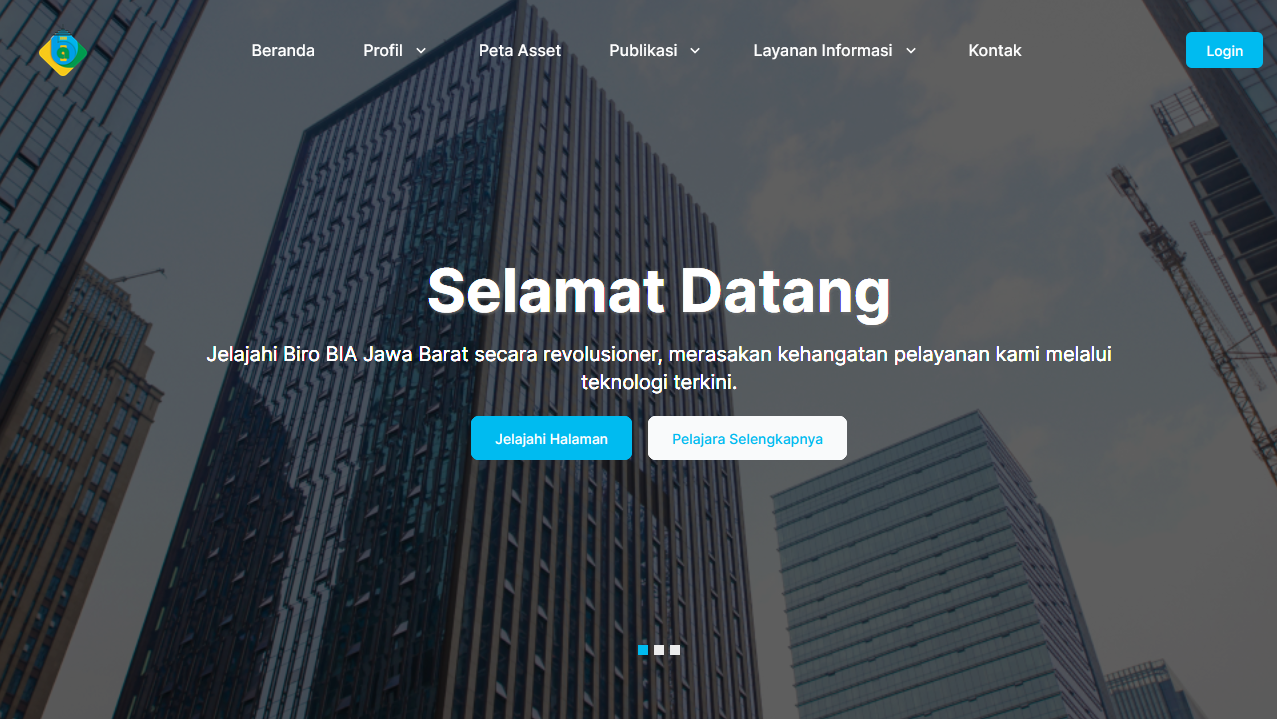 Beranda
Profil
Peta Asset
Publikasi
Layanan Informasi
Kontak
Login
Selamat Datang
Jelajahi Biro BIA Jawa Barat secara revolusioner, merasakan kehangatan pelayanan kami melalui
teknologi terkini.
Jelajahi Halaman
Pelajara Selengkapnya